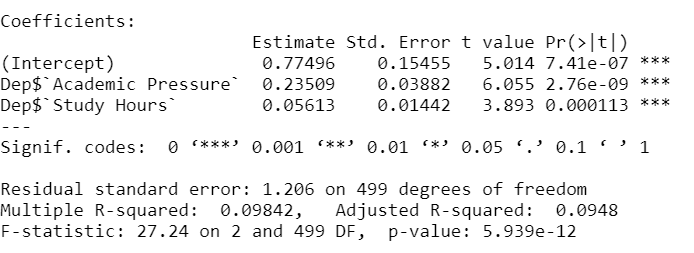 Coefficients:
Estimate Std. Error t value Pr(>|t|)
(Intercept) 0.77496 0.15455 5.014 7.41e-07 ***
Dep$`Academic Pressure` 0.23509 0.03882 6.055 2.76e-09 ***
Dep$`Study Hours` 0.05613 0.01442 3.893 0.000113 ***
---
Signif. codes: 0 ‘***’ 0.001 ‘**’ 0.01 ‘*’ 0.05 ‘.’ 0.1 ‘ ’ 1
Residual standard error: 1.206 on 499 degrees of freedom
Multiple R-squared: 0.09842, Adjusted R-squared: 0.0948
F-statistic: 27.24 on 2 and 499 DF, p-value: 5.939e-12